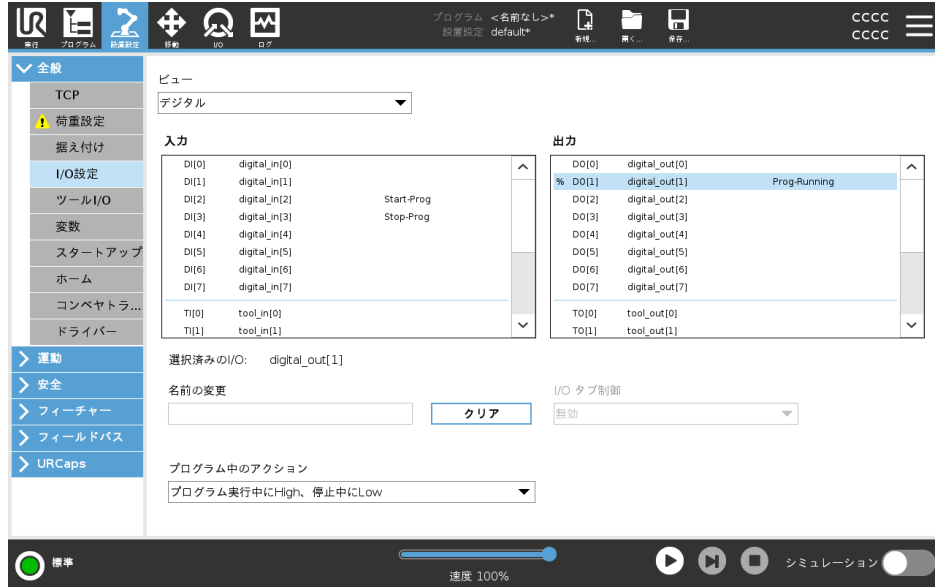 UR
実行
プログラム
設置設定
移動
I/O
ログ
プログラム <名前なし>*
設置設定 default*
新規...
開く...
保存...
CCCC
CCCC
全般
TCP
荷重設定
据え付け
I/O設定
ツールI/O
変数
スタートアップ
ホーム
コンベヤトラ...
ドライバー
運動
安全
フィーチャー
フィールドバス
URCaps
ビュー
デジタル
入力
DI[0] digital_in[0]
DI[1] digital_in[1]
DI[2] digital_in[2] Start-Prog
DI[3] digital_in[3] Stop-Prog
DI[4] digital_in[4]
DI[5] digital_in[5]
DI[6] digital_in[6]
DI[7] digital_in[7]
TI[0] tool_in[0]
TI[1] tool_in[1]
出力
DO[0] digital_out[0]
% DO[1] digital_out[1] Prog-Running
DO[2] digital_out[2]
DO[3] digital_out[3]
DO[4] digital_out[4]
DO[5] digital_out[5]
DO[6] digital_out[6]
DO[7] digital_out[7]
TO[0] tool_out[0]
TO[1] tool_out[1]
選択済みのI/O: digital_out[1]
名前の変更
クリア
I/O タブ制御
無効
プログラム中のアクション
プログラム実行中にHigh、停止中にLow
標準
速度 100%
シミュレーション